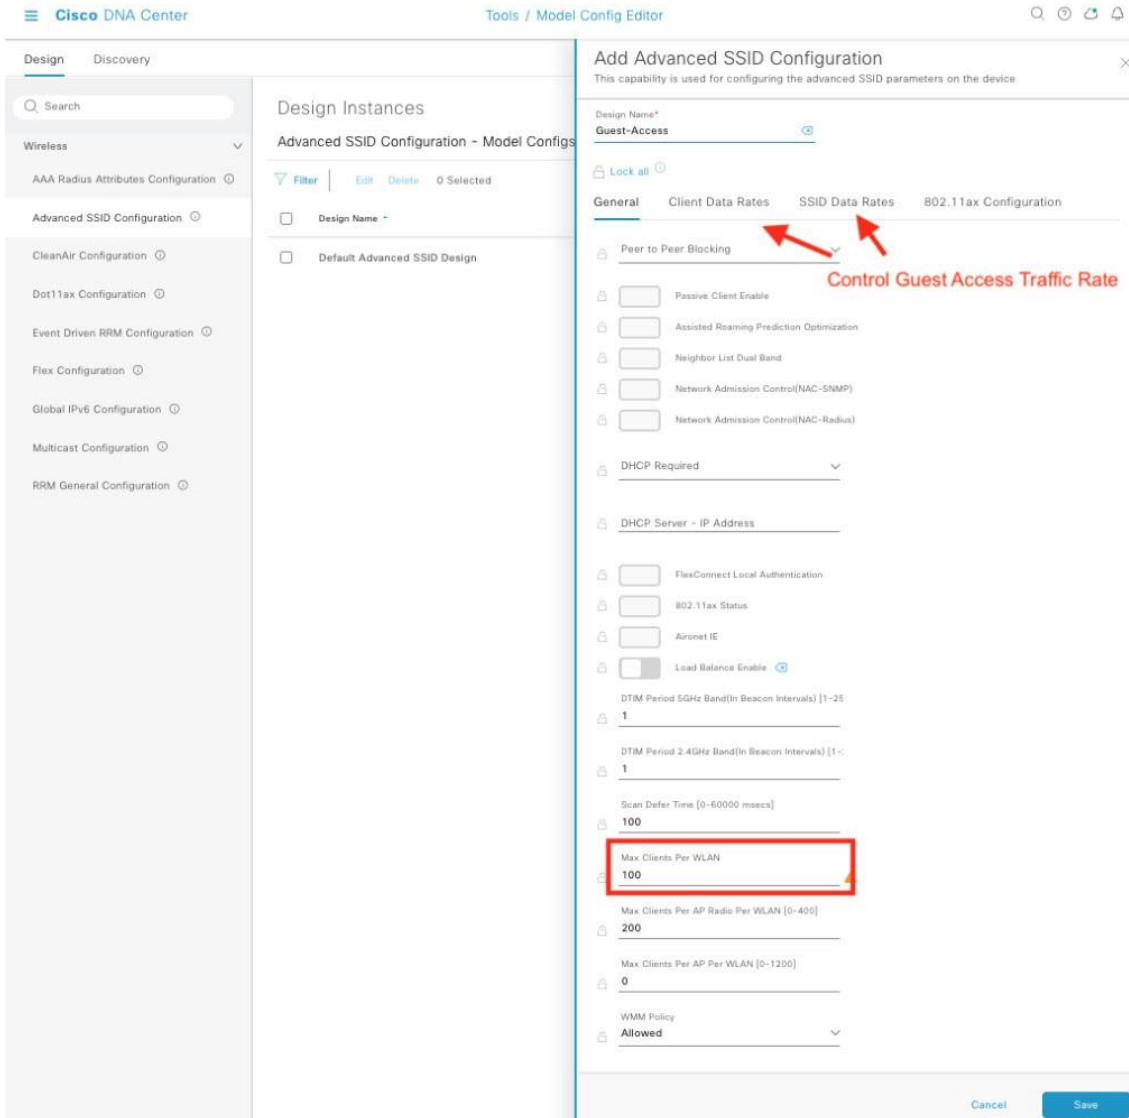 Cisco DNA Center
Tools / Model Config Editor
Design Discovery
Search
Wireless
AAA Radius Attributes Configuration
Advanced SSID Configuration
CleanAir Configuration
Dot11ax Configuration
Event Driven RRM Configuration
Flex Configuration
Global IPv6 Configuration
Multicast Configuration
RRM General Configuration
Design Instances
Advanced SSID Configuration - Model Configs
Filter Edit Delete 0 Selected
Design Name
Default Advanced SSID Design
Add Advanced SSID Configuration
This capability is used for configuring the advanced SSID parameters on the device
Design Name*
Guest-Access
Lock all
General Client Data Rates SSID Data Rates 802.11ax Configuration
Peer to Peer Blocking
Control Guest Access Traffic Rate
Passive Client Enable
Assisted Roaming Prediction Optimization
Neighbor List Dual Band
Network Admission Control(NAC-SNMP)
Network Admission Control(NAC-Radius)
DHCP Required
DHCP Server - IP Address
FlexConnect Local Authentication
802.11ax Status
Aironet IE
Load Balance Enable
DTIM Period 5GHz Band(In Beacon Intervals) [1-25
1
DTIM Period 2.4GHz Band(In Beacon Intervals) [1-
1
Scan Defer Time [0-60000 msecs]
100
Max Clients Per WLAN
100
Max Clients Per AP Radio Per WLAN [0-400]
200
Max Clients Per AP Per WLAN [0-1200]
0
WMM Policy
Allowed
Cancel Save